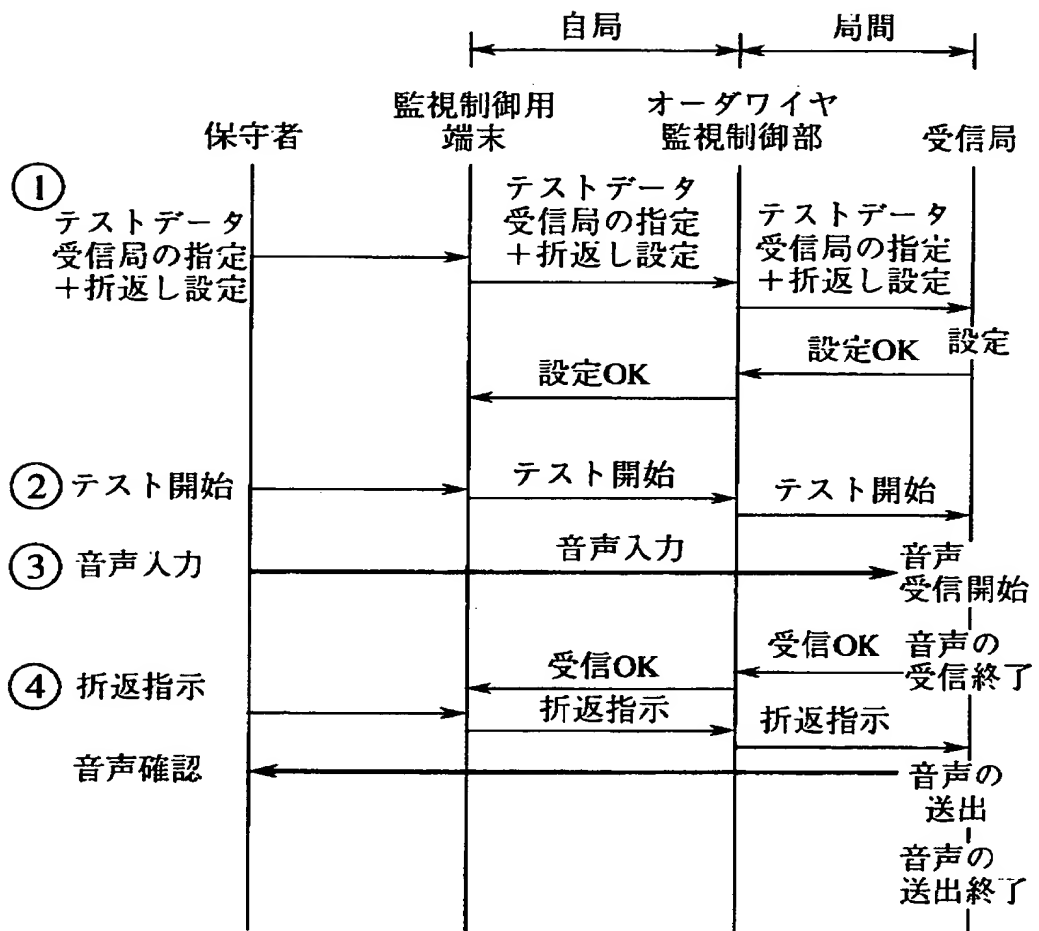 自局
局間
保守者
監視制御用
端末
オーダワイヤ
監視制御部
受信局
①
テストデータ
受信局の指定
+折返し設定
テストデータ
受信局の指定
+折返し設定
テストデータ
受信局の指定
+折返し設定
設定
設定OK
設定OK
②テスト開始
テスト開始
テスト開始
③音声入力
音声入力
音声
受信開始
受信OK
音声の
受信終了
受信OK
④折返指示
折返指示
折返指示
音声確認
音声の
送出
音声の
送出終了